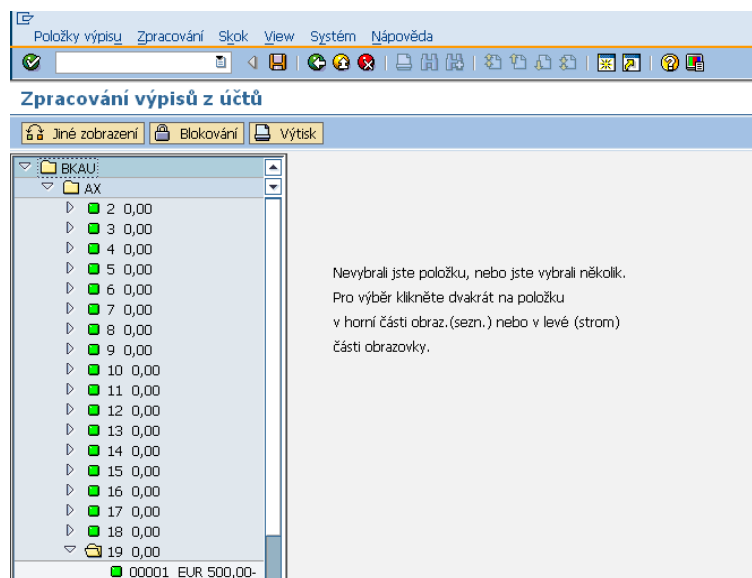 Položky výpisu Zpracování Skok View Systém Nápověda
Zpracování výpisů z účtů
Jiné zobrazení Blokování Výtisk
BKAU
AX
2 0,00
3 0,00
4 0,00
5 0,00
6 0,00
7 0,00
8 0,00
9 0,00
10 0,00
11 0,00
12 0,00
13 0,00
14 0,00
15 0,00
16 0,00
17 0,00
18 0,00
19 0,00
00001 EUR 500,00-
Nevybrali jste položku, nebo jste vybrali několik.
Pro výběr klikněte dvakrát na položku
v horní části obraz.(sezn.) nebo v levé (strom)
části obrazovky.